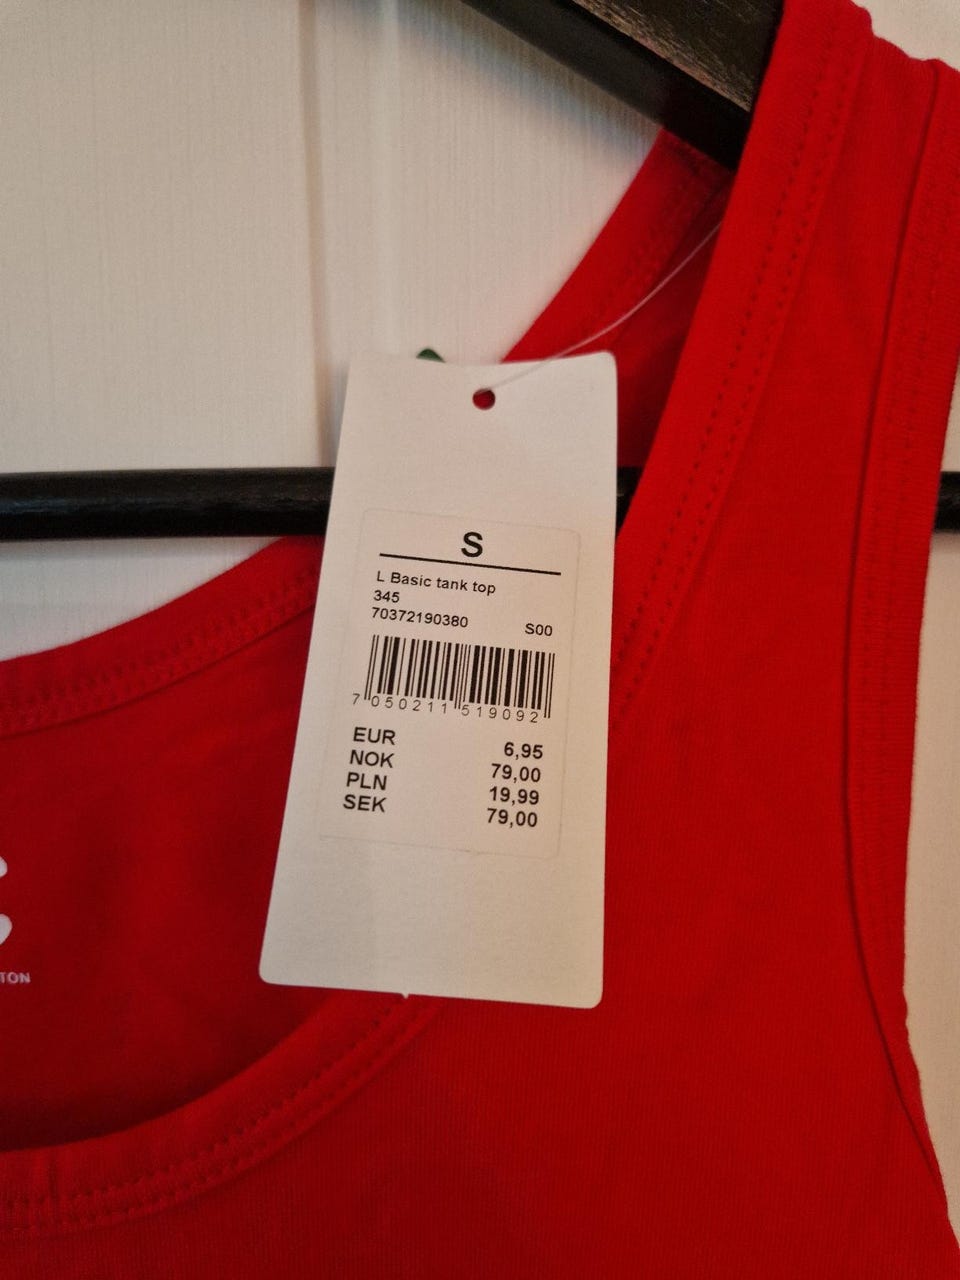 S
L Basic tank top
345
70372190380 S00
7 050211 519092
EUR 6,95
NOK 79,00
PLN 19,99
SEK 79,00